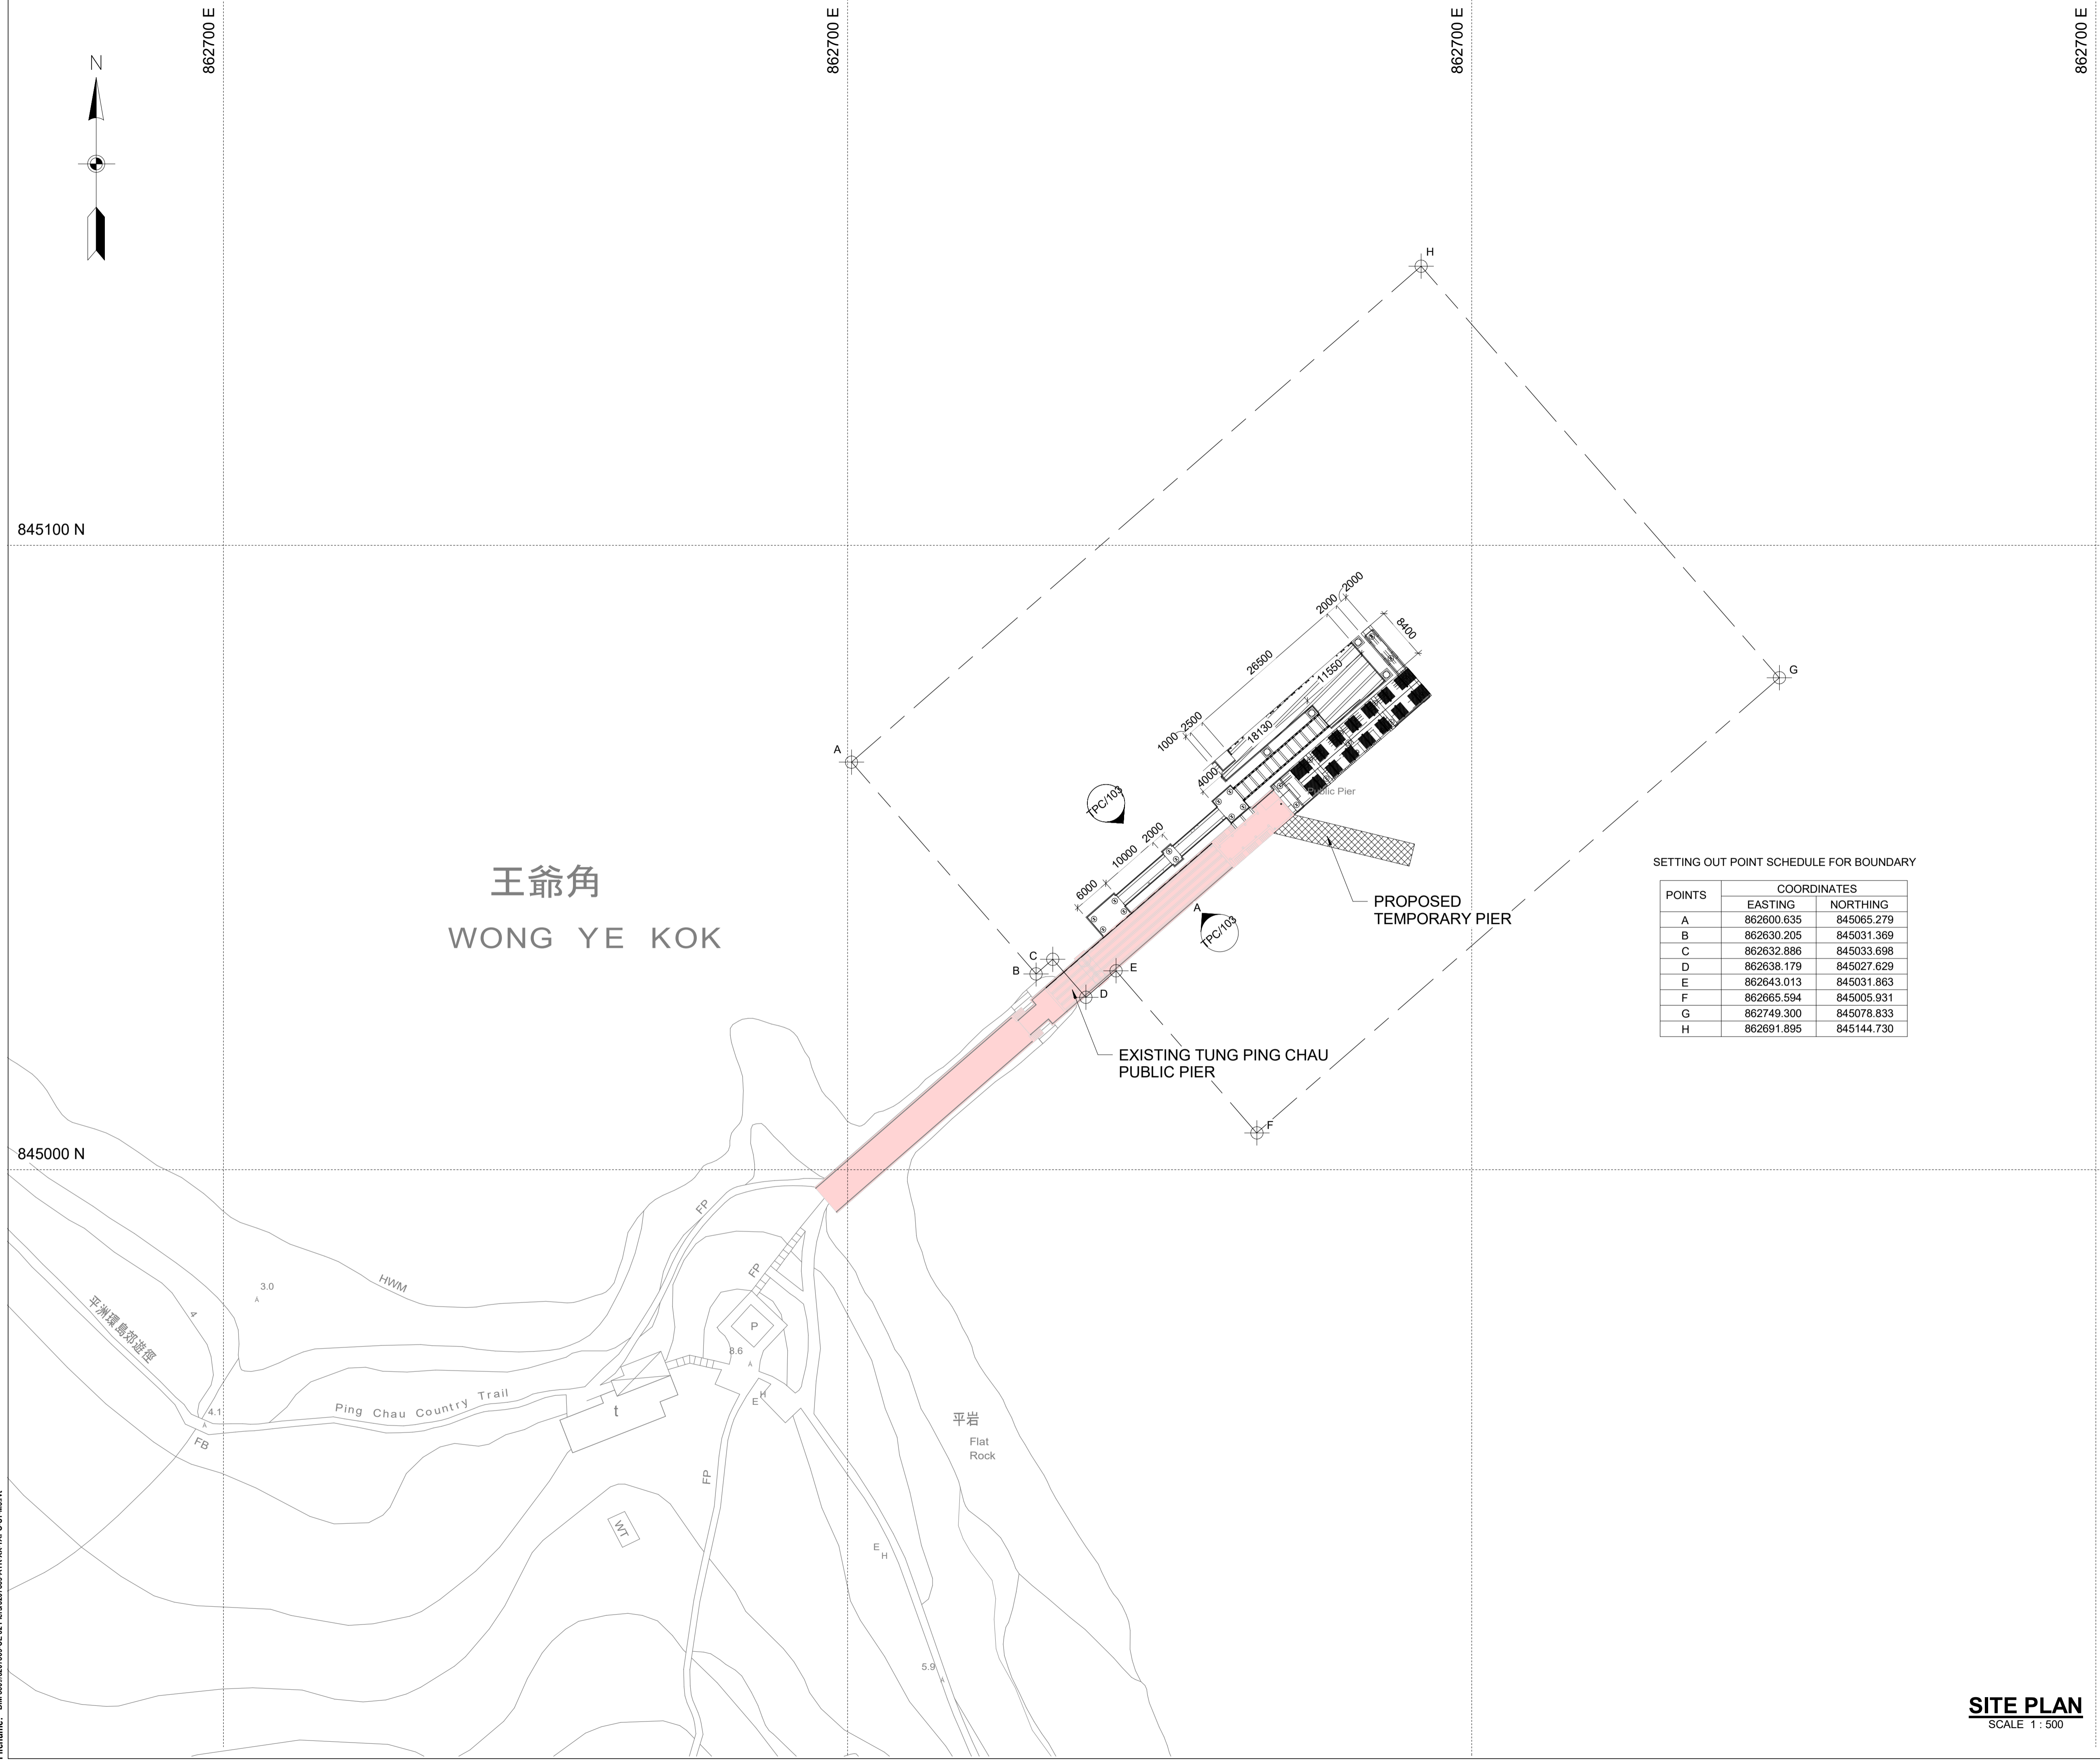 862700 E
862700 E
862700 E
862700 E
N
H
845100 N
2000
2000
8400
26500
11550
G
2500
1000
18130
A
4000
Public Pier
TPC/103
2000
10000
6000
王爺角
WONG YE KOK
PROPOSED
TEMPORARY PIER
A
TPC/103
C
B
E
D
EXISTING TUNG PING CHAU
PUBLIC PIER
F
SETTING OUT POINT SCHEDULE FOR BOUNDARY
POINTS COORDINATES
EASTING NORTHING
A 862600.635 845065.279
B 862630.205 845031.369
C 862632.886 845033.698
D 862638.179 845027.629
E 862643.013 845031.863
F 862665.594 845005.931
G 862749.300 845078.833
H 862691.895 845144.730
845000 N
FP
FP
3.0
HWM
4
平洲環島郊遊徑
P
8.6
Ping Chau Country Trail
4.1
FB
t
E H
平岩
Flat
Rock
FP
WT
E H
5.9
SITE PLAN
SCALE 1 : 500